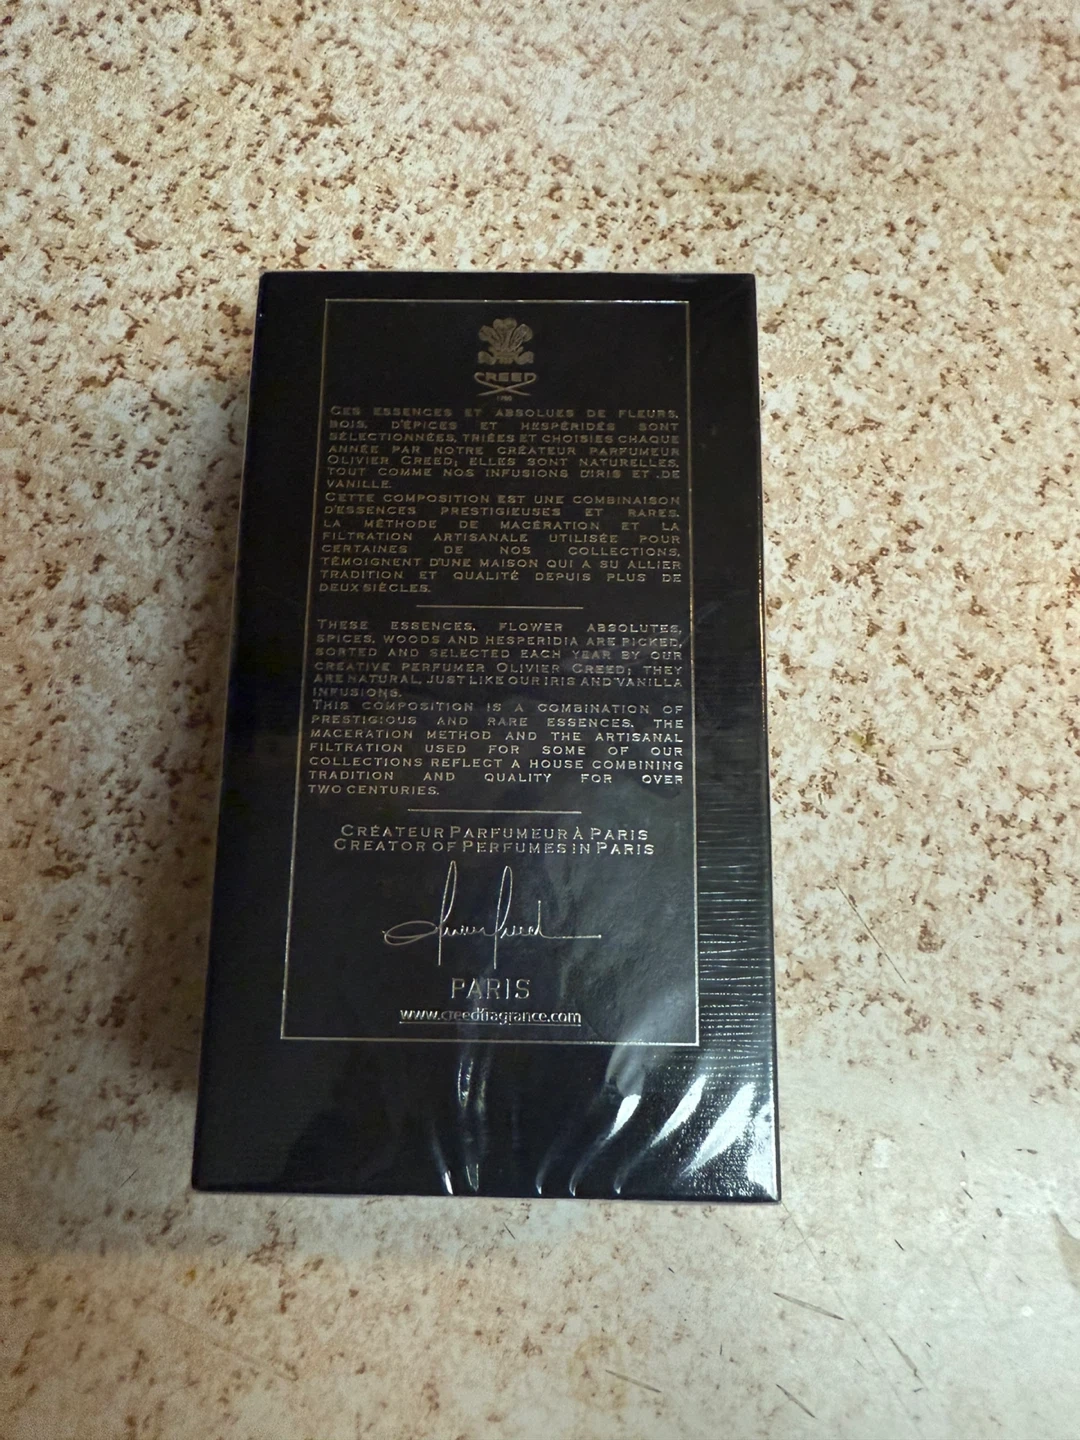 CREED
1760
CES ESSENCES ET ABSOLUES DE FLEURS,
BOIS, D'ÉPICES ET HESPÉRIDÉS SONT
SÉLECTIONNÉES, TRIÉES ET CHOISIES CHAQUE
ANNÉE PAR NOTRE CRÉATEUR PARFUMEUR
OLIVIER CREED; ELLES SONT NATURELLES,
TOUT COMME NOS INFUSIONS D'IRIS ET DE
VANILLE.
CETTE COMPOSITION EST UNE COMBINAISON
D'ESSENCES PRESTIGIEUSES ET RARES.
LA MÉTHODE DE MACÉRATION ET LA
FILTRATION ARTISANALE UTILISÉE POUR
CERTAINES DE NOS COLLECTIONS,
TÉMOIGNENT D'UNE MAISON QUI A SU ALLIER
TRADITION ET QUALITÉ DEPUIS PLUS DE
DEUX SIÈCLES.
THESE ESSENCES, FLOWER ABSOLUTES,
SPICES, WOODS AND HESPERIDIA ARE PICKED,
SORTED AND SELECTED EACH YEAR BY OUR
CREATIVE PERFUMER OLIVIER CREED; THEY
ARE NATURAL, JUST LIKE OUR IRIS AND VANILLA
INFUSIONS.
THIS COMPOSITION IS A COMBINATION OF
PRESTIGIOUS AND RARE ESSENCES. THE
MACERATION METHOD AND THE ARTISANAL
FILTRATION USED FOR SOME OF OUR
COLLECTIONS REFLECT A HOUSE COMBINING
TRADITION AND QUALITY FOR OVER
TWO CENTURIES.
CRÉATEUR PARFUMEUR À PARIS
CREATOR OF PERFUMES IN PARIS
Olivier Creed
PARIS
www.creedfragrance.com